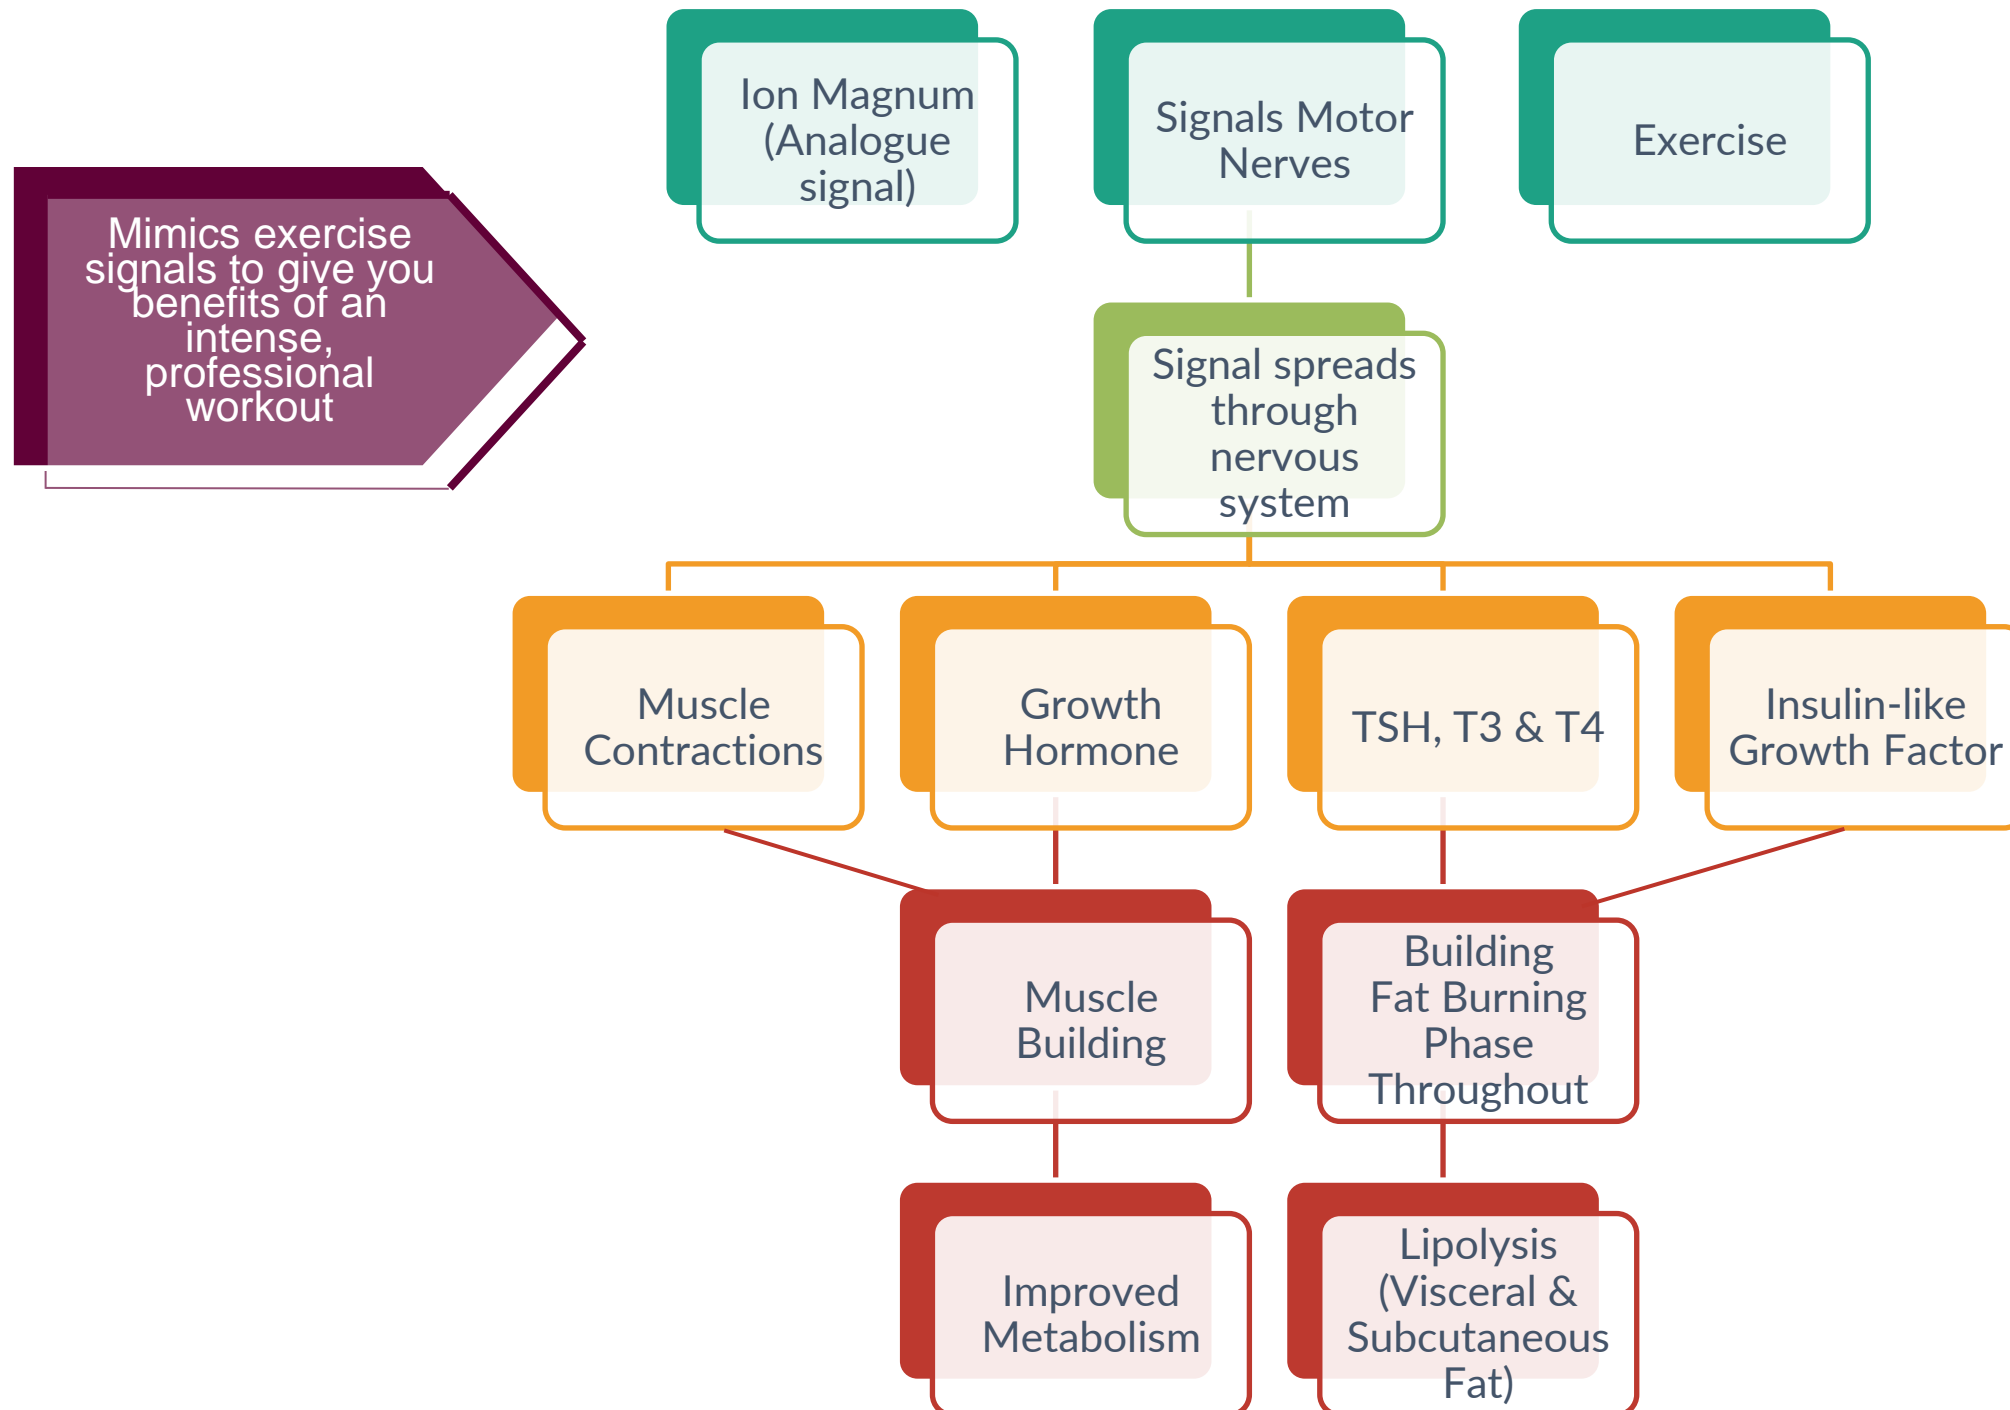 Ion Magnum
(Analogue
signal)
Signals Motor
Nerves
Exercise
Mimics exercise
signals to give you
benefits of an
intense,
professional
workout
Signal spreads
through
nervous
system
Muscle
Contractions
Growth
Hormone
TSH, T3 & T4
Insulin-like
Growth Factor
Muscle
Building
Building
Fat Burning
Phase
Throughout
Improved
Metabolism
Lipolysis
(Visceral &
Subcutaneous
Fat)